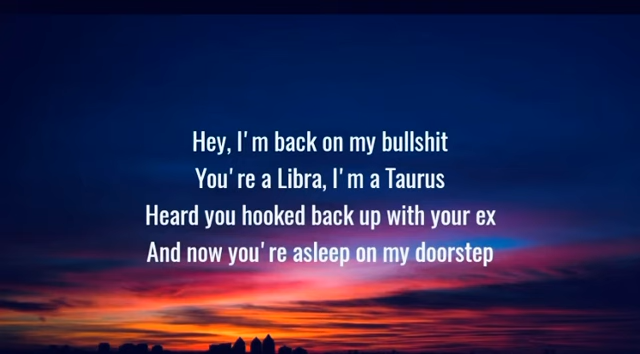 Hey, I'm back on my bullshit
You're a Libra, I'm a Taurus
Heard you hooked back up with your ex
And now you're asleep on my doorstep